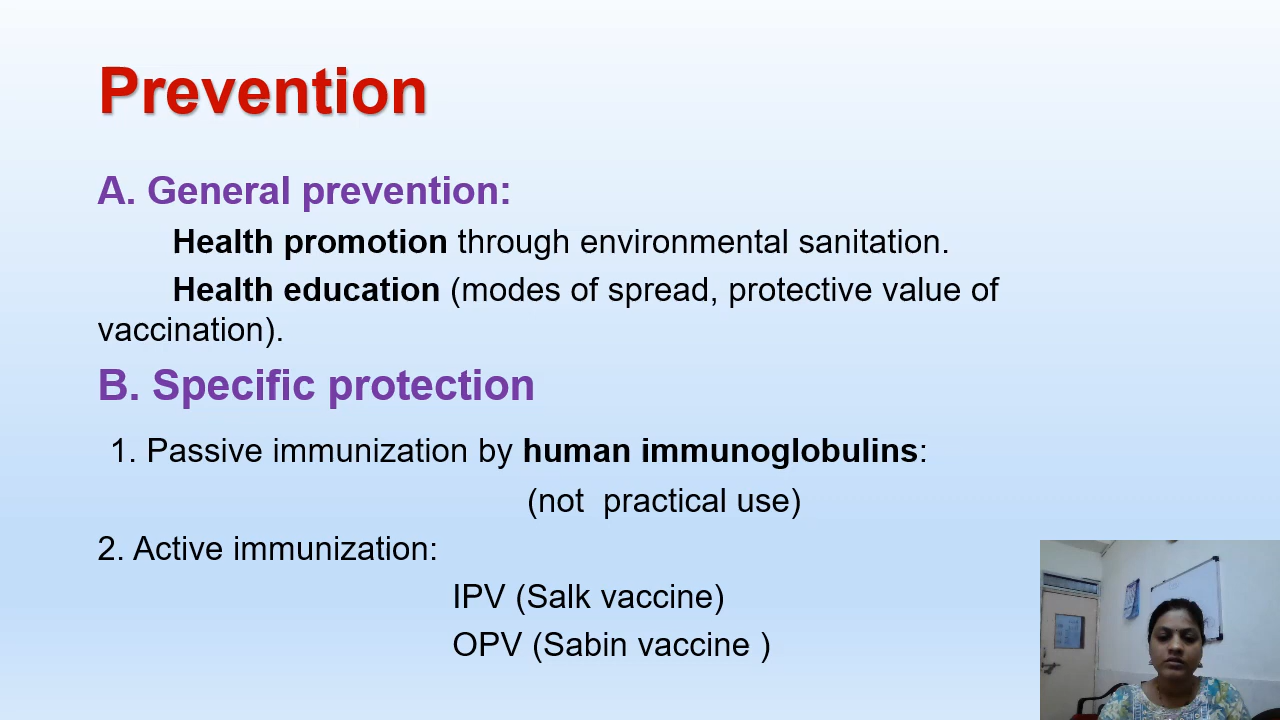 Prevention
A. General prevention:
Health promotion through environmental sanitation.
Health education (modes of spread, protective value of
vaccination).
B. Specific protection
1. Passive immunization by human immunoglobulins:
(not  practical use)
2. Active immunization:
IPV (Salk vaccine)
OPV (Sabin vaccine )